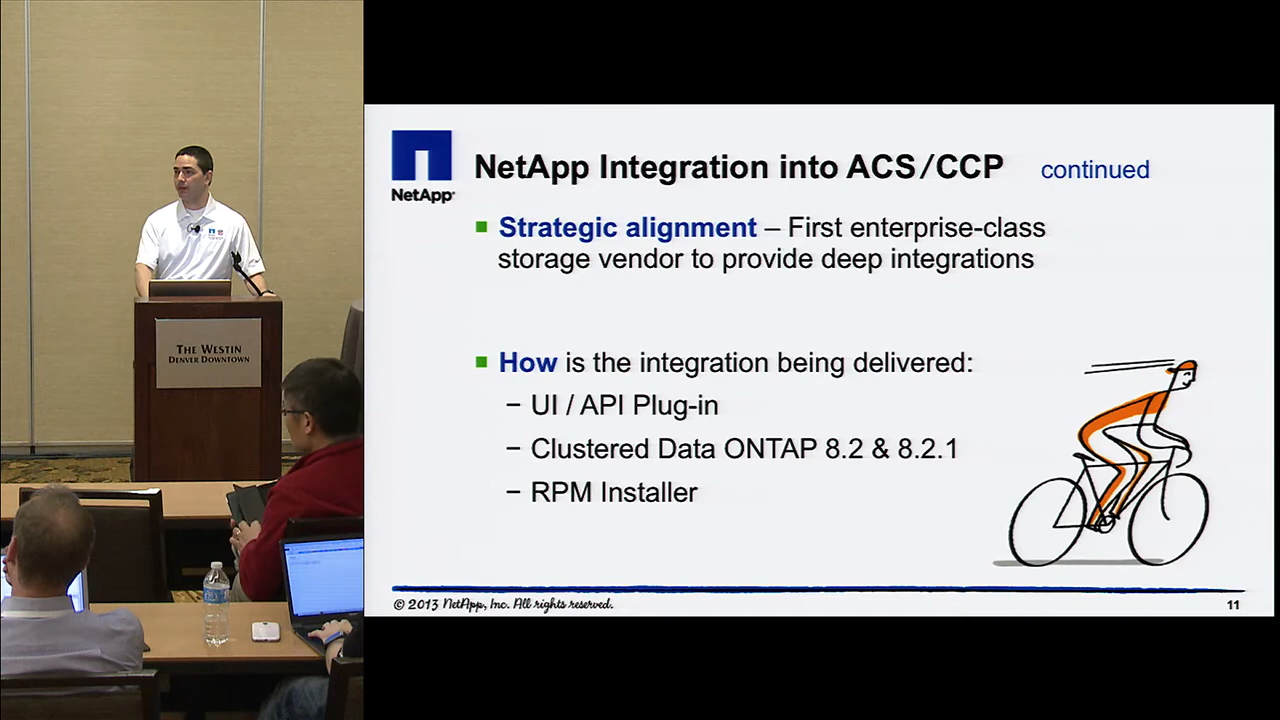 THE WESTIN
DENVER DOWNTOWN
NetApp
NetApp Integration into ACS/CCP continued
▪ Strategic alignment – First enterprise-class
storage vendor to provide deep integrations
▪ How is the integration being delivered:
– UI / API Plug-in
– Clustered Data ONTAP 8.2 & 8.2.1
– RPM Installer
© 2013 NetApp, Inc. All rights reserved.
11